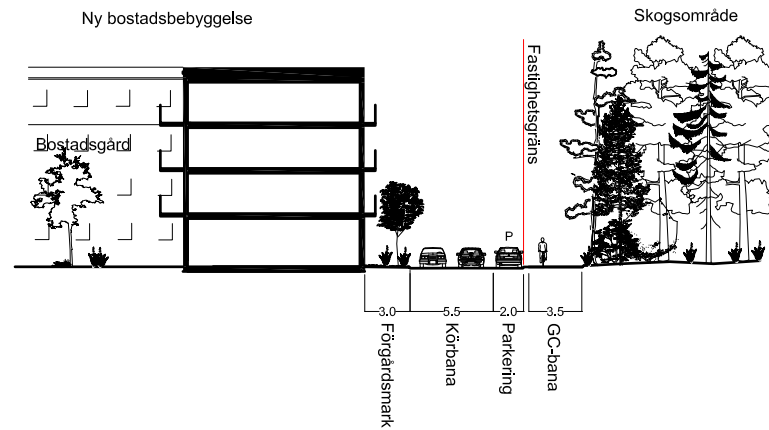 Ny bostadsbebyggelse
Skogsområde
Fastighetsgräns
Bostadsgård
P
3.0
5.5
2.0
3.5
Förgårdsmark
Körbana
Parkering
GC-bana